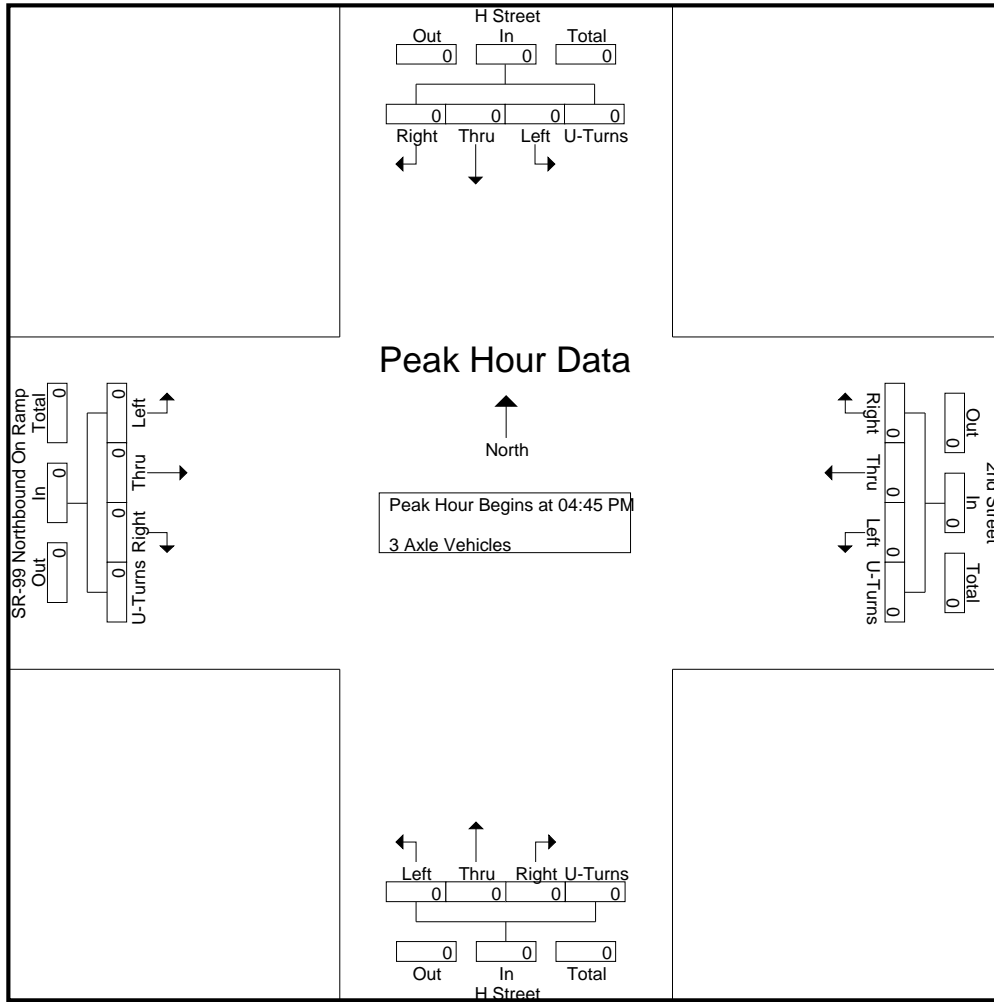 H Street
Out In Total
0 0 0
0 0 0 0
Right Thru Left U-Turns
Peak Hour Data
North
Peak Hour Begins at 04:45 PM
3 Axle Vehicles
SR-99 Northbound On Ramp
Out In Total
0 0 0
0 0 0 0
U-Turns Right Thru Left
2nd Street
Out In Total
0 0 0
0 0 0 0
Right Thru Left U-Turns
Left Thru Right U-Turns
0 0 0 0
0 0 0
Out In Total
H Street